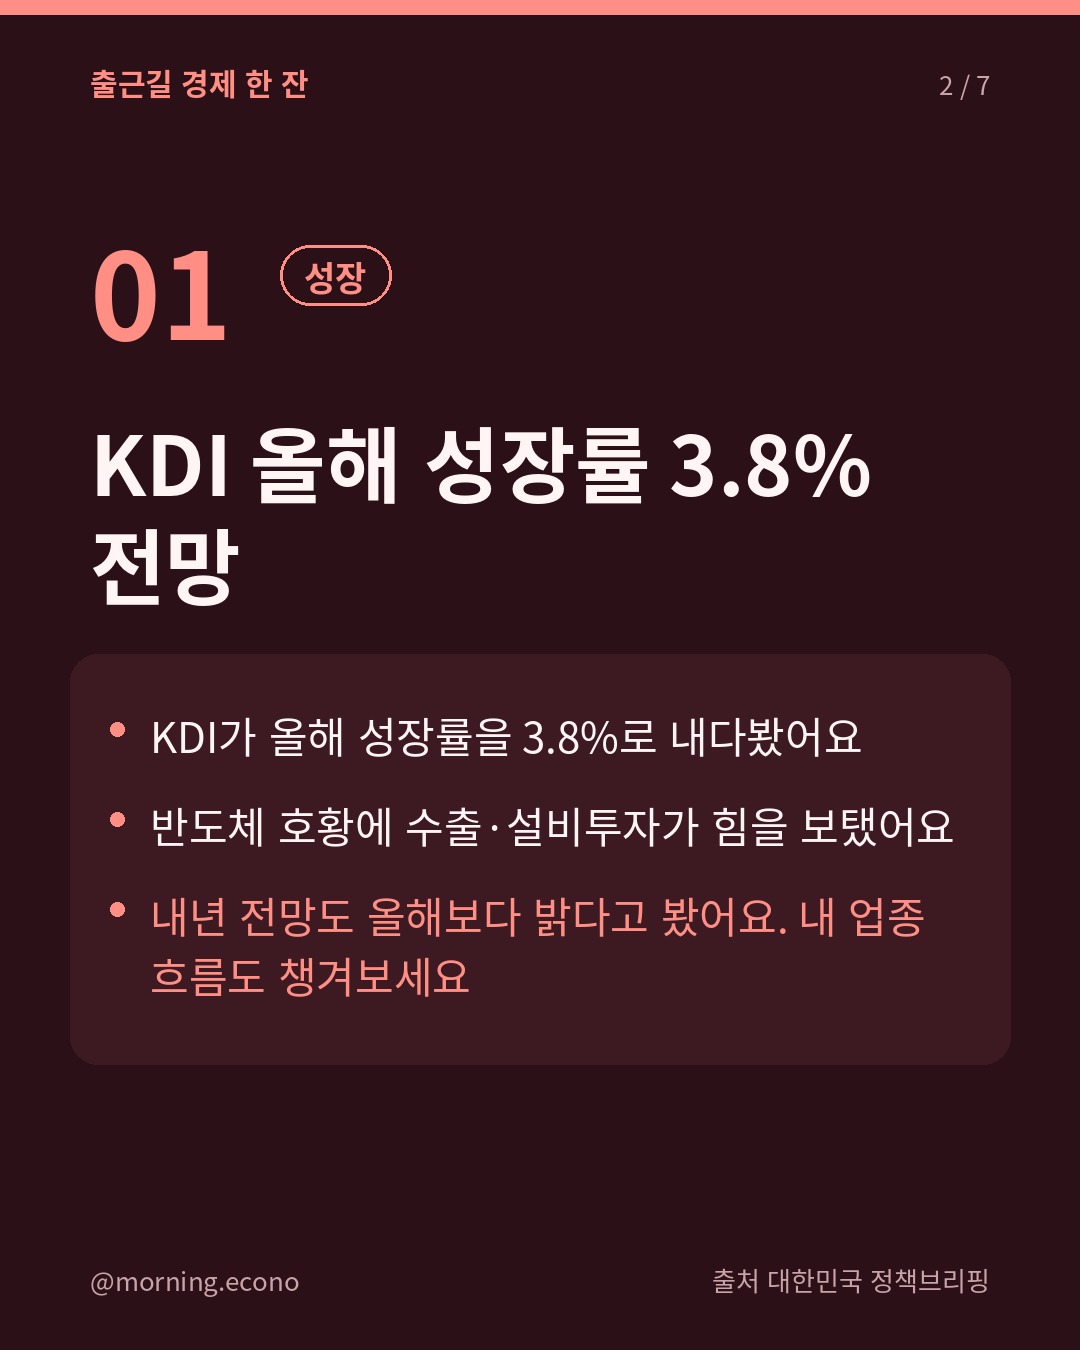 출근길 경제 한 잔
2 / 7
01
성장
KDI 올해 성장률 3.8%
전망
KDI가 올해 성장률을 3.8%로 내다봤어요
반도체 호황에 수출·설비투자가 힘을 보탰어요
내년 전망도 올해보다 밝다고 봤어요. 내 업종
흐름도 챙겨보세요
@morning.econo
출처 대한민국 정책브리핑